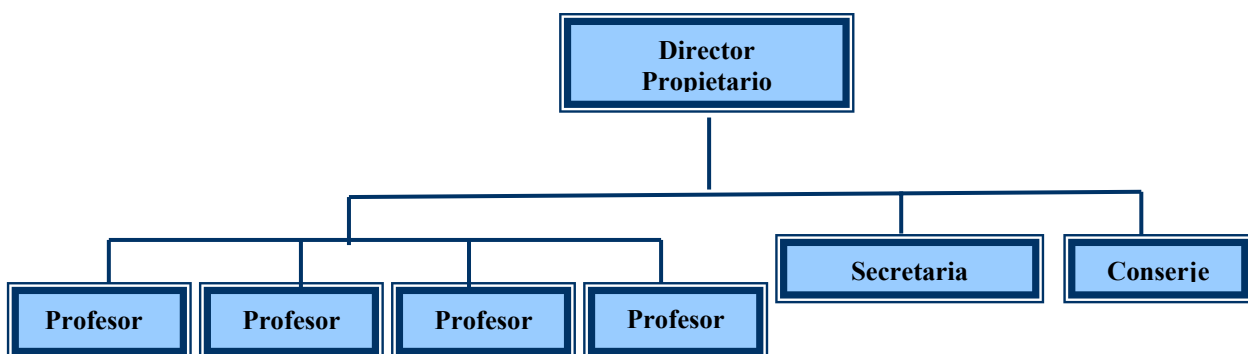 Director
Propietario
Secretaria
Conserje
Profesor
Profesor
Profesor
Profesor